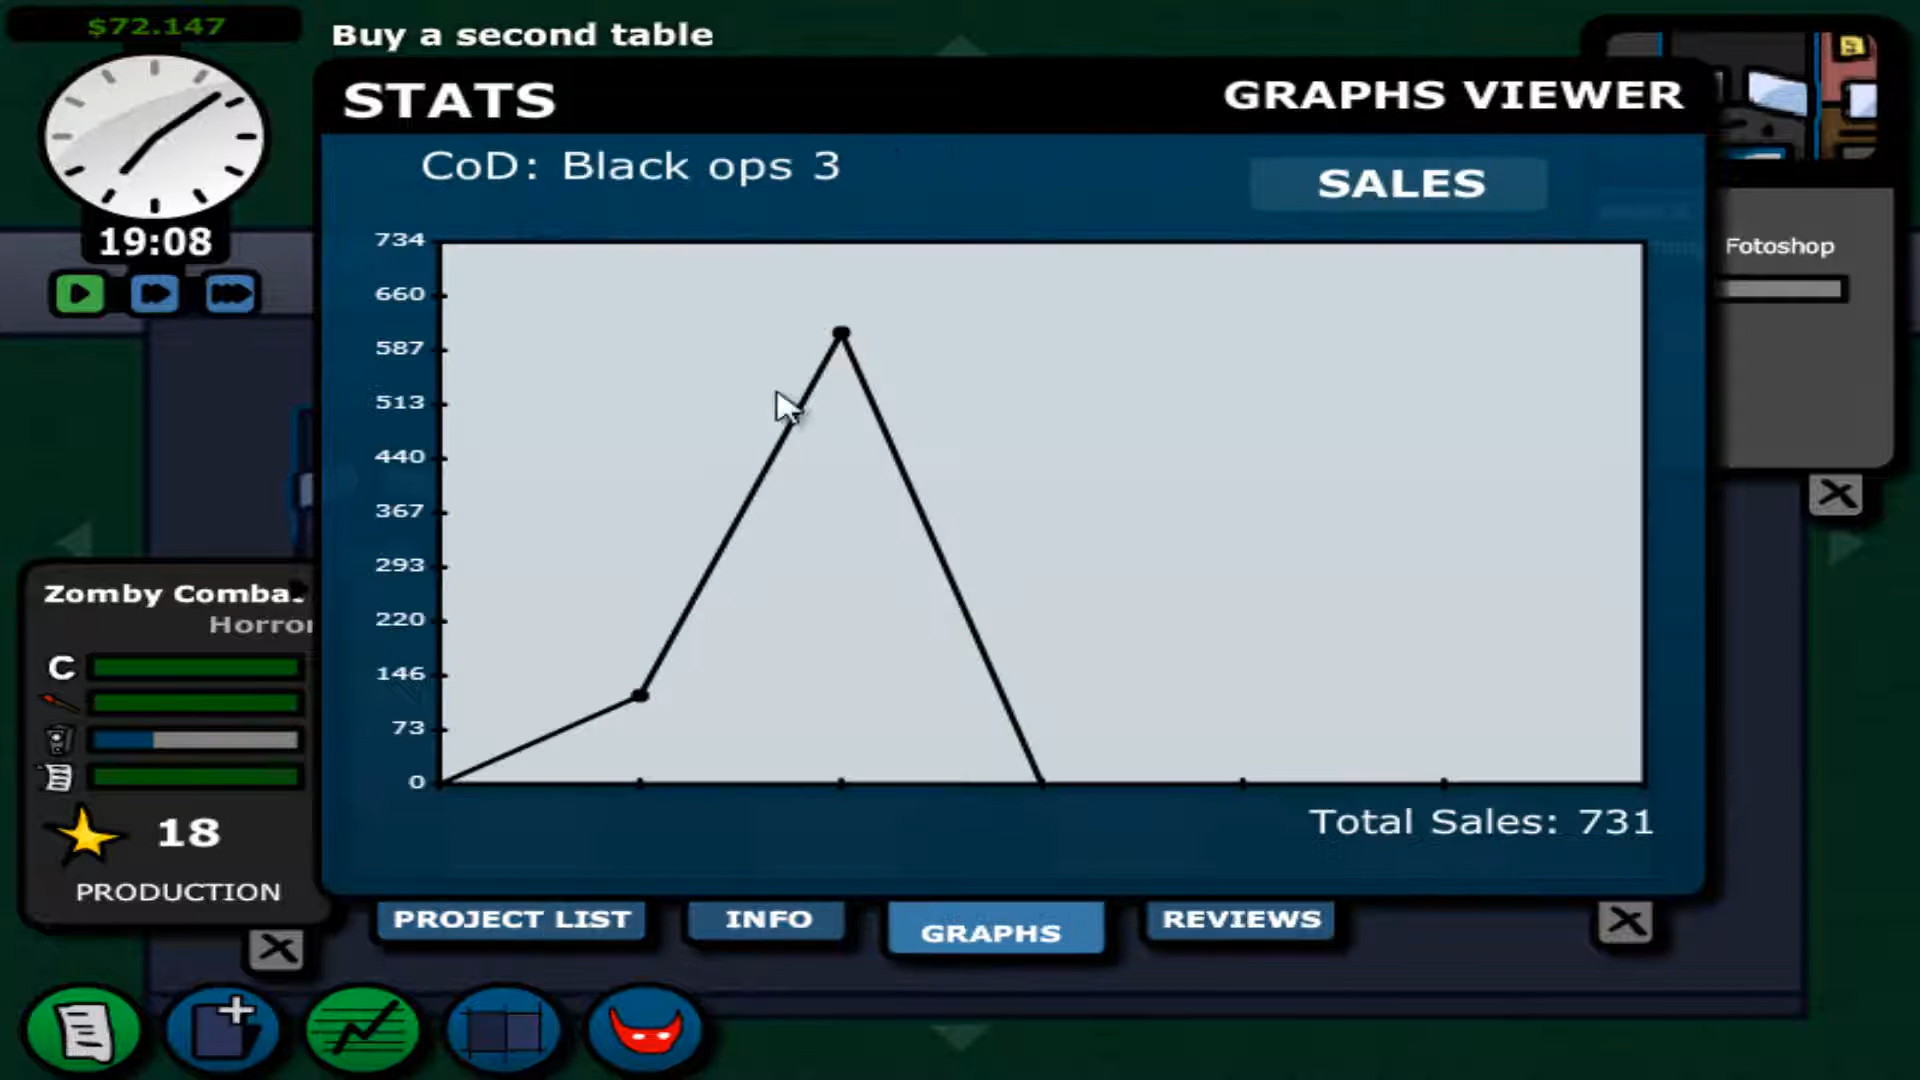 $72.147
Buy a second table
STATS
GRAPHS VIEWER
CoD: Black ops 3
SALES
19:08
734
660
587
513
440
367
293
220
146
73
0
Total Sales: 731
Fotoshop
Zomby Comba
Horror
C
18
PRODUCTION
PROJECT LIST
INFO
GRAPHS
REVIEWS